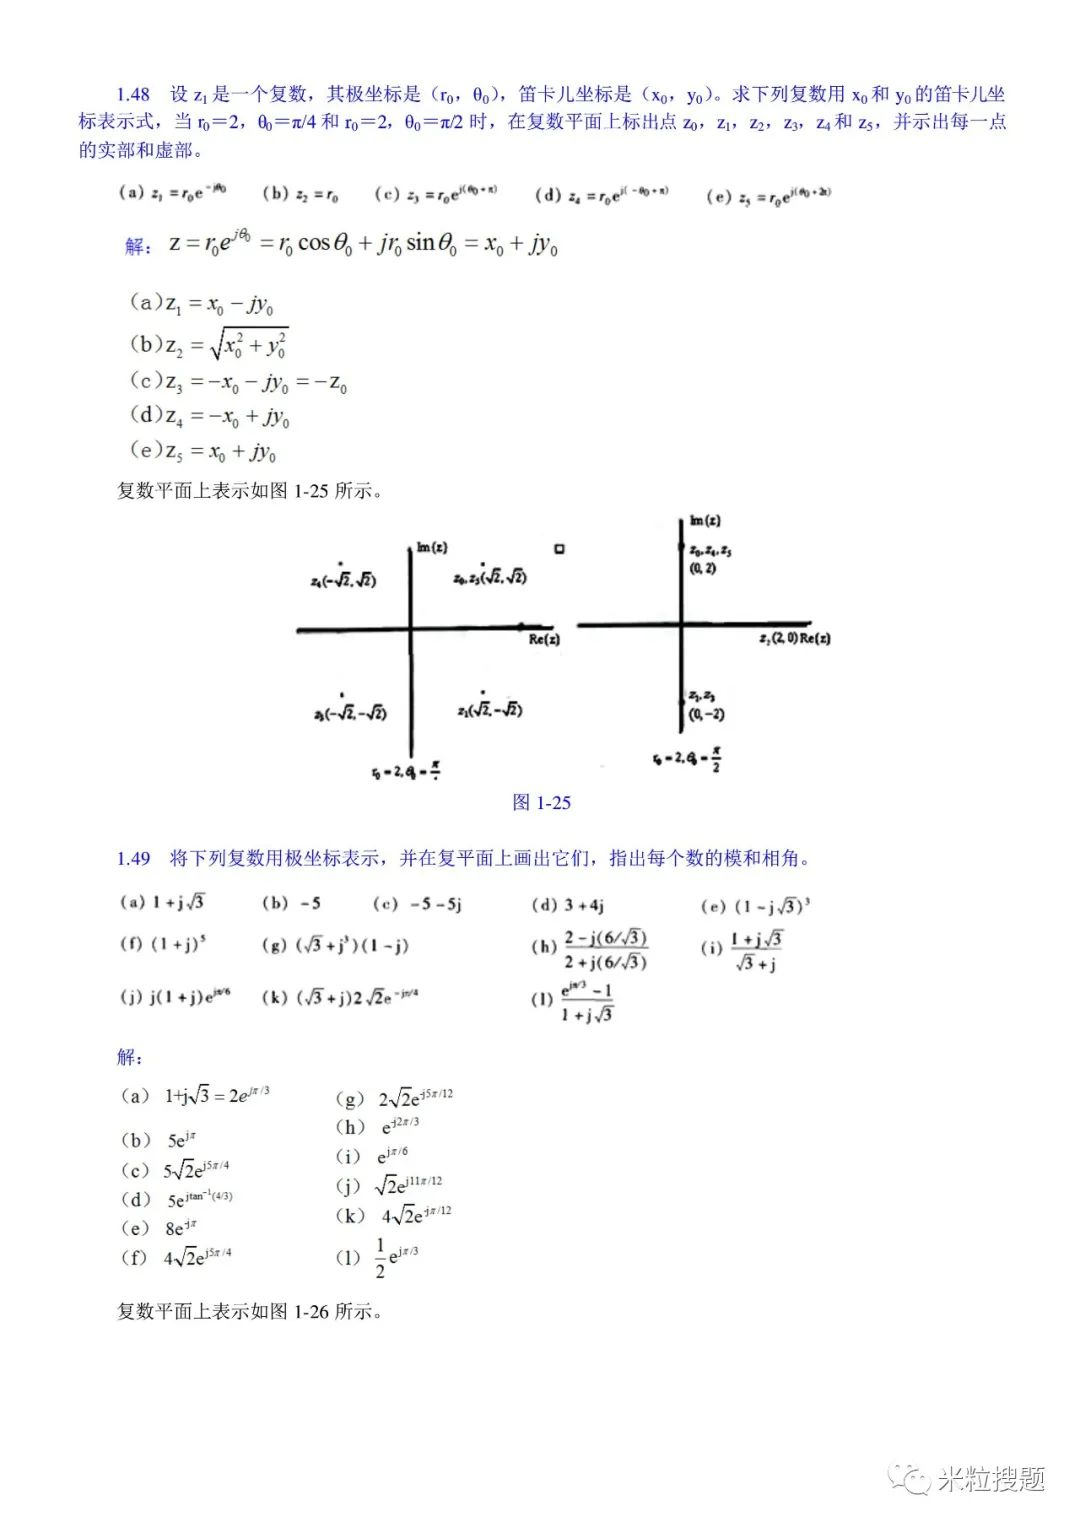 1.48 设 z₁是一个复数，其极坐标是（r₀，θ₀），笛卡儿坐标是（x₀，y₀）。求下列复数用 x₀和 y₀的笛卡儿坐
标表示式，当 r₀＝2，θ₀＝π/4 和 r₀＝2，θ₀＝π/2 时，在复数平面上标出点 z₀，z₁，z₂，z₃，z₄和 z₅，并示出每一点
的实部和虚部。
(a) z₁ = r₀e^{-jθ₀} (b) z₂ = r₀ (c) z₃ = r₀e^{j(θ₀+π)} (d) z₄ = r₀e^{j(-θ₀+π)} (e) z₅ = r₀e^{j(θ₀+2π)}
解： z = r₀e^{jθ₀} = r₀ cos θ₀ + jr₀ sin θ₀ = x₀ + jy₀
（a）z₁ = x₀ − jy₀
（b）z₂ = √(x₀² + y₀²)
（c）z₃ = −x₀ − jy₀ = −z₀
（d）z₄ = −x₀ + jy₀
（e）z₅ = x₀ + jy₀
复数平面上表示如图 1-25 所示。
Im(z)
z₄(-√2, √2)
z₀, z₅(√2, √2)
Re(z)
z₃(-√2, -√2)
z₁(√2, -√2)
r₀ = 2, θ₀ = π
Im(z)
z₀, z₄, z₅
(0, 2)
z₂(2, 0) Re(z)
z₁, z₃
(0, -2)
r₀ = 2, θ₀ = π/2
图 1-25
1.49 将下列复数用极坐标表示，并在复平面上画出它们，指出每个数的模和相角。
(a) 1 + j√3 (b) -5 (c) -5 - 5j (d) 3 + 4j (e) (1 - j√3)³
(f) (1 + j)⁵ (g) (√3 + j³)(1 - j) (h) (2 - j(6/√3))/(2 + j(6/√3)) (i) (1 + j√3)/(√3 + j)
(j) j(1 + j)e^{jπ/6} (k) (√3 + j)2√2e^{-jπ/4} (l) (e^{jπ/3} - 1)/(1 + j√3)
解：
（a） 1+j√3 = 2e^{jπ/3}
（b） 5e^{jπ}
（c） 5√2e^{j5π/4}
（d） 5e^{jtan⁻¹(4/3)}
（e） 8e^{-jπ}
（f） 4√2e^{j5π/4}
（g） 2√2e^{-j5π/12}
（h） e^{-j2π/3}
（i） e^{jπ/6}
（j） √2e^{j11π/12}
（k） 4√2e^{-jπ/12}
（l） 1/2 e^{jπ/3}
复数平面上表示如图 1-26 所示。
米粒搜题